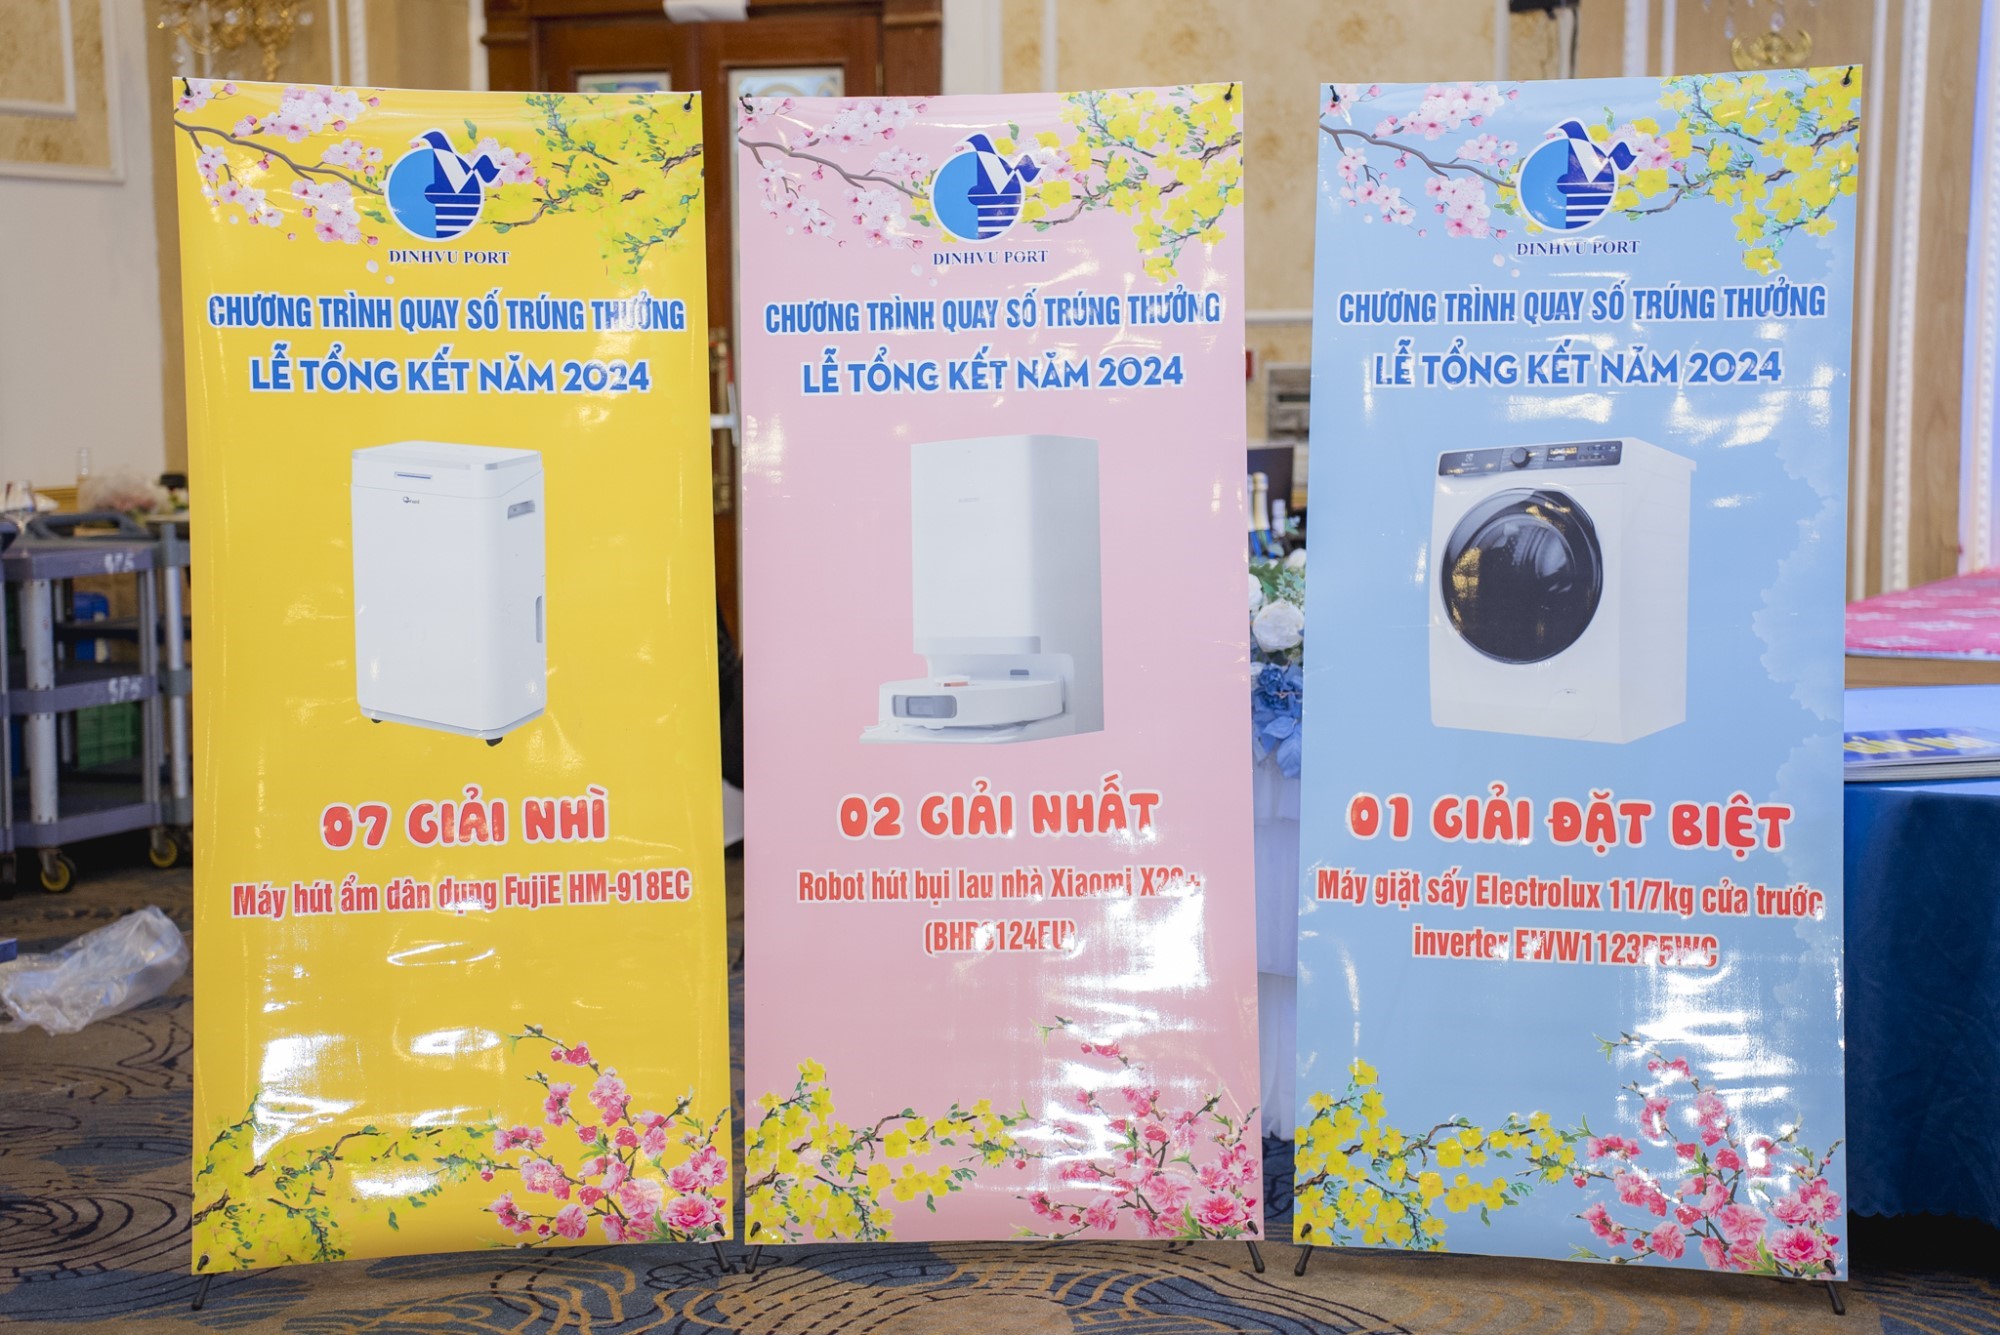 DINHVU PORT
CHƯƠNG TRÌNH QUAY SỐ TRÚNG THƯỞNG
LỄ TỔNG KẾT NĂM 2024
07 GIẢI NHÌ
Máy hút ẩm dân dụng FujiE HM-918EC
DINHVU PORT
CHƯƠNG TRÌNH QUAY SỐ TRÚNG THƯỞNG
LỄ TỔNG KẾT NĂM 2024
02 GIẢI NHẤT
Robot hút bụi lau nhà Xiaomi X20+
DINHVU PORT
CHƯƠNG TRÌNH QUAY SỐ TRÚNG THƯỞNG
LỄ TỔNG KẾT NĂM 2024
01 GIẢI ĐẶT BIỆT
Máy giặt sấy Electrolux 11/7kg cửa trước
inverter